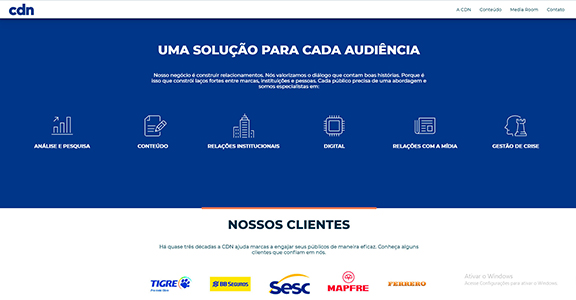 cdn
A CDN Conteúdo Media Room Contato
UMA SOLUÇÃO PARA CADA AUDIÊNCIA
Nosso negócio é construir relacionamentos. Nós valorizamos o diálogo que contam boas histórias. Porque é
isso que constrói laços fortes entre marcas, instituições e pessoas. Cada público precisa de uma abordagem e
somos especialistas em:
ANÁLISE E PESQUISA
CONTEÚDO
RELAÇÕES INSTITUCIONAIS
DIGITAL
RELAÇÕES COM A MÍDIA
GESTÃO DE CRISE
NOSSOS CLIENTES
Há quase três décadas a CDN ajuda marcas a engajar seus públicos de maneira eficaz. Conheça alguns
clientes que confiam em nós.
TIGRE
BB SEGUROS
Sesc
MAPFRE
FERRERO
Ativar o Windows
Acesse Configurações para ativar o Windows.